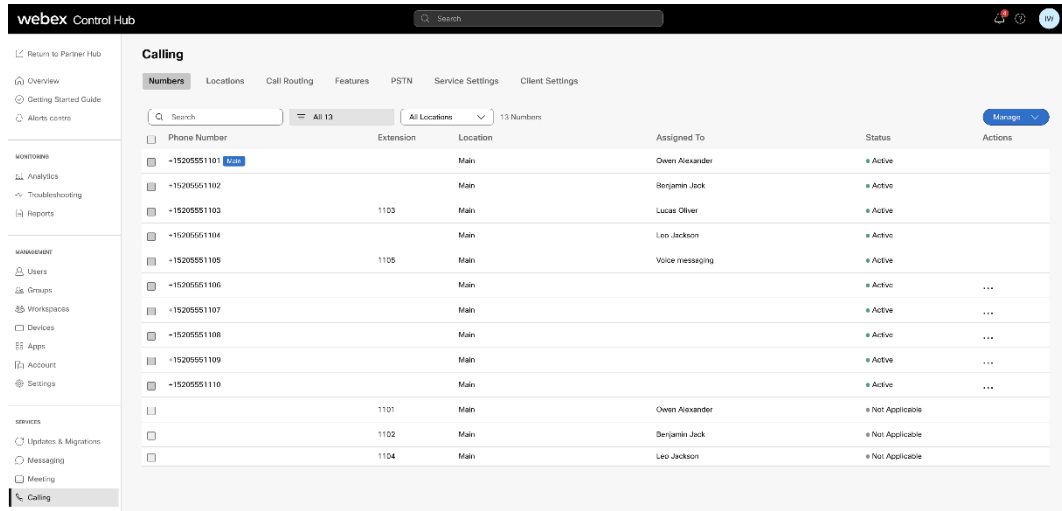 webex Control Hub
Search
4
IW
Return to Partner Hub
Overview
Getting Started Guide
Alerts centre
MONITORING
Analytics
Troubleshooting
Reports
MANAGEMENT
Users
Groups
Workspaces
Devices
Apps
Account
Settings
SERVICES
Updates & Migrations
Messaging
Meeting
Calling
Calling
Numbers Locations Call Routing Features PSTN Service Settings Client Settings
Search All 13 All Locations 13 Numbers Manage
Phone Number Extension Location Assigned To Status Actions
+15205551101 Main Main Owen Alexander Active
+15205551102 Main Benjamin Jack Active
+15205551103 1103 Main Lucas Oliver Active
+15205551104 Main Leo Jackson Active
+15205551105 1105 Main Voice messaging Active
+15205551106 Main Active ...
+15205551107 Main Active ...
+15205551108 Main Active ...
+15205551109 Main Active ...
+15205551110 Main Active ...
1101 Main Owen Alexander Not Applicable
1102 Main Benjamin Jack Not Applicable
1104 Main Leo Jackson Not Applicable